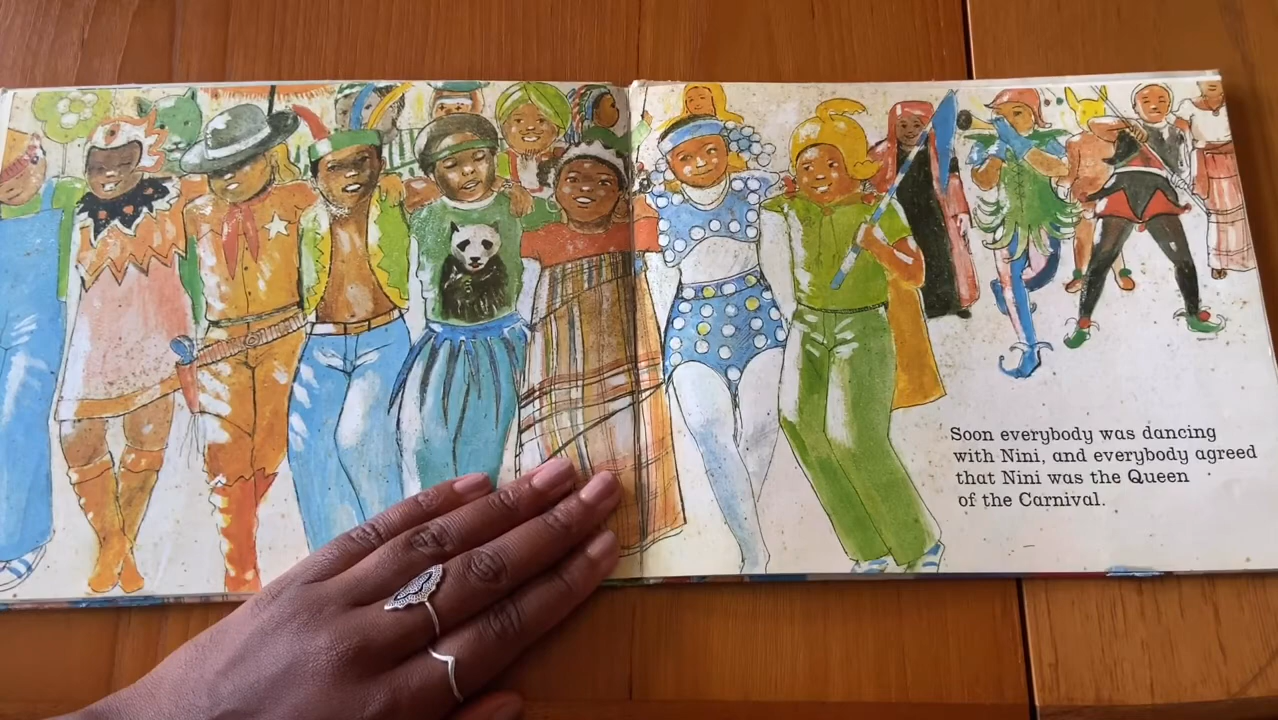 Soon everybody was dancing
with Nini, and everybody agreed
that Nini was the Queen
of the Carnival.